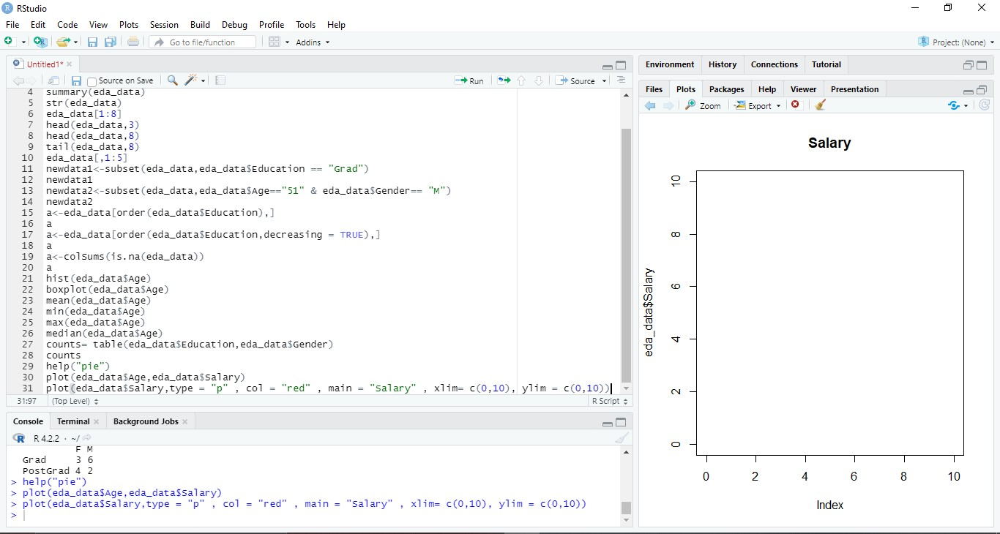 RStudio
File Edit Code View Plots Session Build Debug Profile Tools Help
Go to file/function Addins Project: (None)
Untitled1*
Source on Save Run Source
4 summary(eda_data)
5 str(eda_data)
6 eda_data[1:8]
7 head(eda_data,3)
8 head(eda_data,8)
9 tail(eda_data,8)
10 eda_data[,1:5]
11 newdata1<-subset(eda_data,eda_data$Education == "Grad")
12 newdata1
13 newdata2<-subset(eda_data,eda_data$Age=="51" & eda_data$Gender== "M")
14 newdata2
15 a<-eda_data[order(eda_data$Education),]
16 a
17 a<-eda_data[order(eda_data$Education,decreasing = TRUE),]
18 a
19 a<-colSums(is.na(eda_data))
20 a
21 hist(eda_data$Age)
22 boxplot(eda_data$Age)
23 mean(eda_data$Age)
24 min(eda_data$Age)
25 max(eda_data$Age)
26 median(eda_data$Age)
27 counts= table(eda_data$Education,eda_data$Gender)
28 counts
29 help("pie")
30 plot(eda_data$Age,eda_data$Salary)
31 plot(eda_data$Salary,type = "p" , col = "red" , main = "Salary" , xlim= c(0,10), ylim = c(0,10))
31:97 (Top Level) R Script
Console Terminal Background Jobs
R 4.2.2 · ~/
F M
Grad 3 6
PostGrad 4 2
> help("pie")
> plot(eda_data$Age,eda_data$Salary)
> plot(eda_data$Salary,type = "p" , col = "red" , main = "Salary" , xlim= c(0,10), ylim = c(0,10))
>
Environment History Connections Tutorial
Files Plots Packages Help Viewer Presentation
Zoom Export
Salary
eda_data$Salary
10
8
6
4
2
0
0 2 4 6 8 10
Index